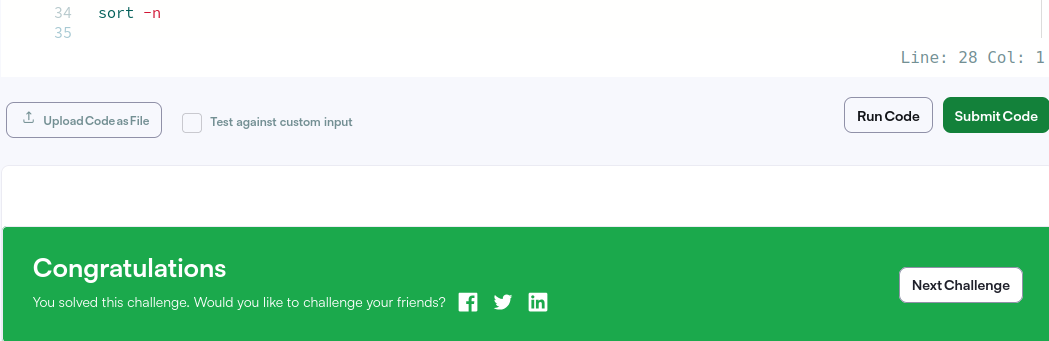 34 sort -n
35
Line: 28 Col: 1
Upload Code as File
Test against custom input
Run Code
Submit Code
Congratulations
You solved this challenge. Would you like to challenge your friends?
Next Challenge